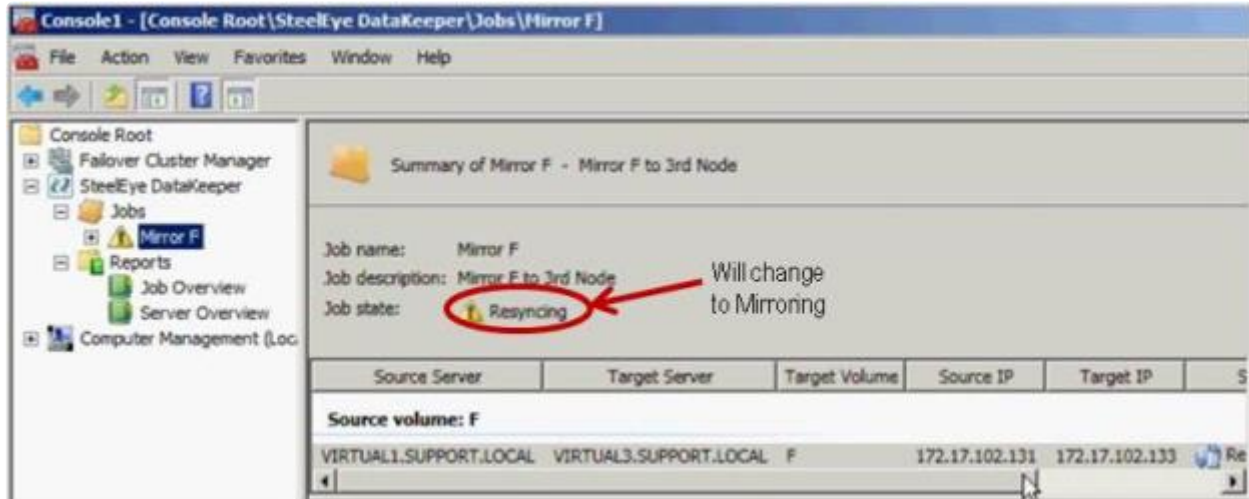 Console1 - [Console Root\SteelEye DataKeeper\Jobs\Mirror F]
File Action View Favorites Window Help
Console Root
Failover Cluster Manager
SteelEye DataKeeper
Jobs
Mirror F
Reports
Job Overview
Server Overview
Computer Management (Loc
Summary of Mirror F - Mirror F to 3rd Node
Job name: Mirror F
Job description: Mirror F to 3rd Node
Job state: Resyncing
Will change
to Mirroring
Source Server Target Server Target Volume Source IP Target IP S
Source volume: F
VIRTUAL1.SUPPORT.LOCAL VIRTUAL3.SUPPORT.LOCAL F 172.17.102.131 172.17.102.133 Re